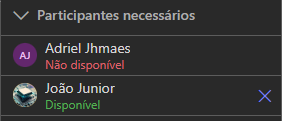 Participantes necessários
AJ
Adriel Jhmaes
Não disponível
João Junior
Disponível